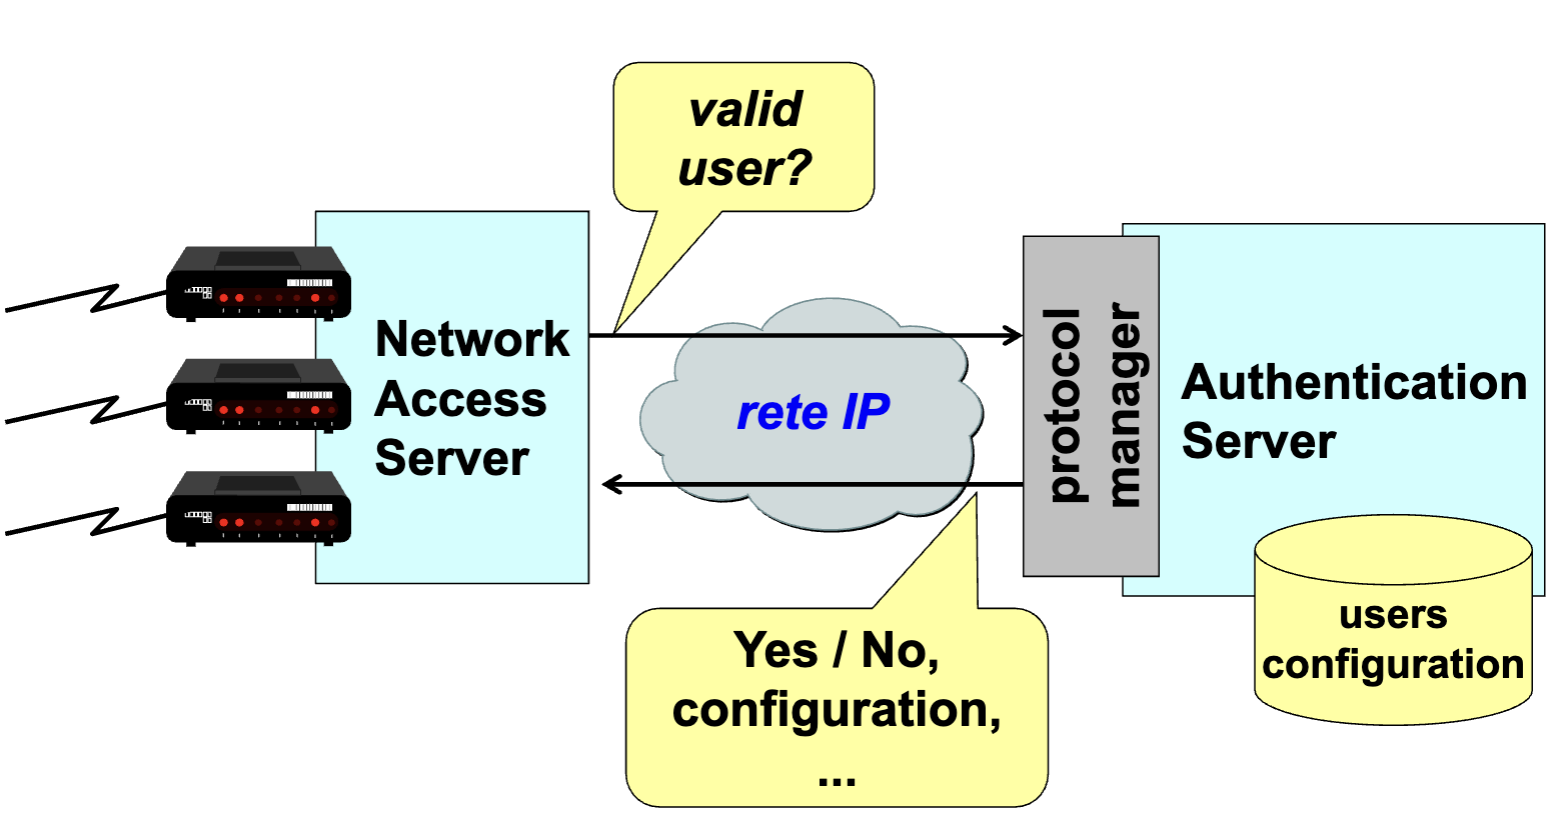 valid
user?
Network
Access
Server
rete IP
protocol
manager
Authentication
Server
users
configuration
Yes / No,
configuration,
...